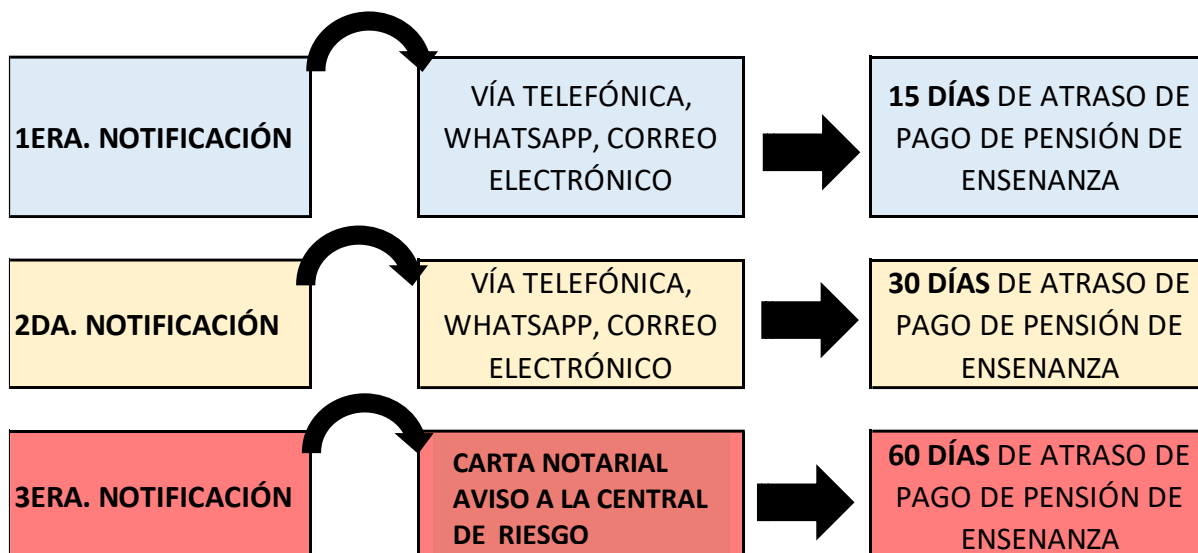 1ERA. NOTIFICACIÓN
VÍA TELEFÓNICA,
WHATSAPP, CORREO
ELECTRÓNICO
15 DÍAS DE ATRASO DE
PAGO DE PENSIÓN DE
ENSENANZA
2DA. NOTIFICACIÓN
VÍA TELEFÓNICA,
WHATSAPP, CORREO
ELECTRÓNICO
30 DÍAS DE ATRASO DE
PAGO DE PENSIÓN DE
ENSENANZA
3ERA. NOTIFICACIÓN
CARTA NOTARIAL
AVISO A LA CENTRAL
DE RIESGO
60 DÍAS DE ATRASO DE
PAGO DE PENSIÓN DE
ENSENANZA